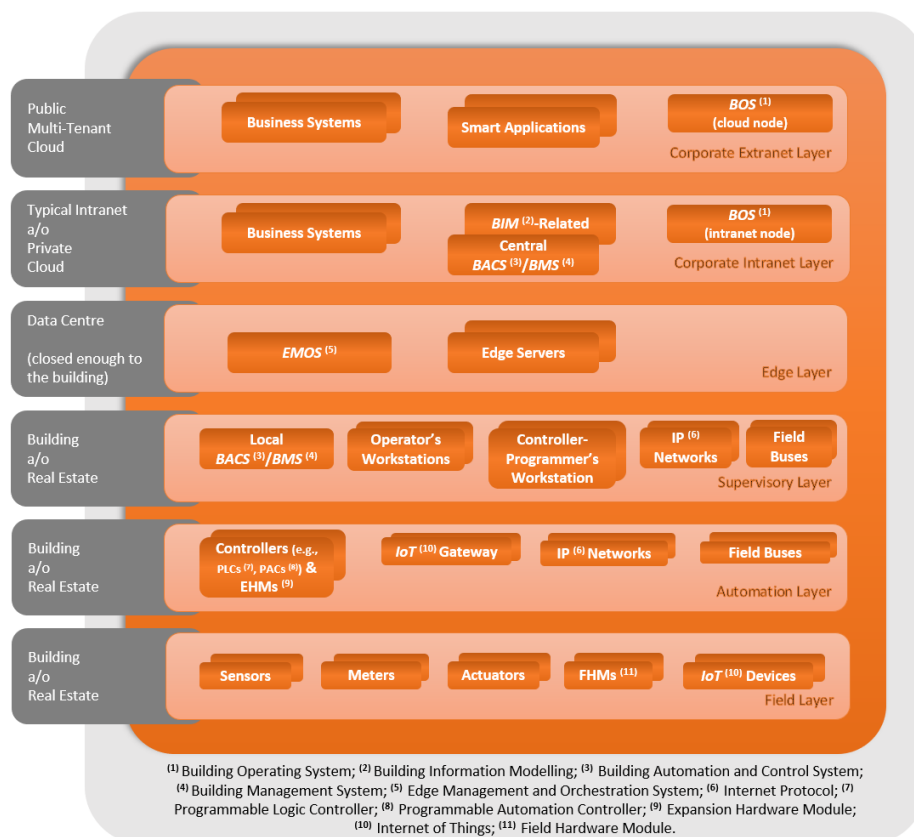 Public
Multi-Tenant
Cloud
Business Systems
Smart Applications
BOS (1)
(cloud node)
Corporate Extranet Layer
Typical Intranet
a/o
Private
Cloud
Business Systems
BIM (2)-Related
Central
BACS (3)/BMS (4)
BOS (1)
(intranet node)
Corporate Intranet Layer
Data Centre
(closed enough to
the building)
EMOS (5)
Edge Servers
Edge Layer
Building
a/o
Real Estate
Local
BACS (3)/BMS (4)
Operator's
Workstations
Controller-
Programmer's
Workstation
IP (6)
Networks
Field
Buses
Supervisory Layer
Building
a/o
Real Estate
Controllers (e.g.,
PLCs (7), PACs (8)) &
EHMs (9)
IoT (10) Gateway
IP (6) Networks
Field Buses
Automation Layer
Building
a/o
Real Estate
Sensors
Meters
Actuators
FHMs (11)
IoT (10) Devices
Field Layer
(1) Building Operating System; (2) Building Information Modelling; (3) Building Automation and Control System;
(4) Building Management System; (5) Edge Management and Orchestration System; (6) Internet Protocol; (7)
Programmable Logic Controller; (8) Programmable Automation Controller; (9) Expansion Hardware Module;
(10) Internet of Things; (11) Field Hardware Module.